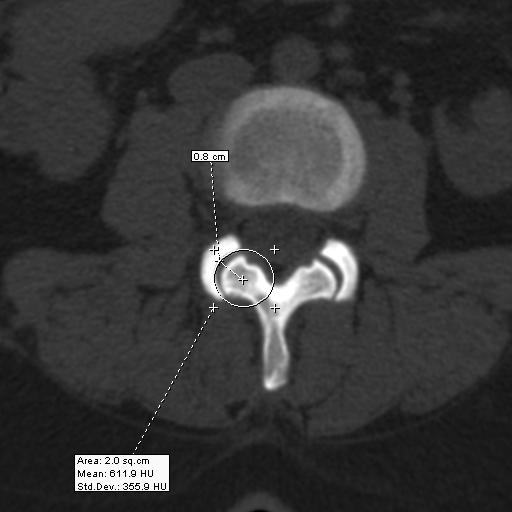 0.8 cm
Area: 2.0 sq.cm
Mean: 611.9 HU
Std.Dev.: 355.9 HU